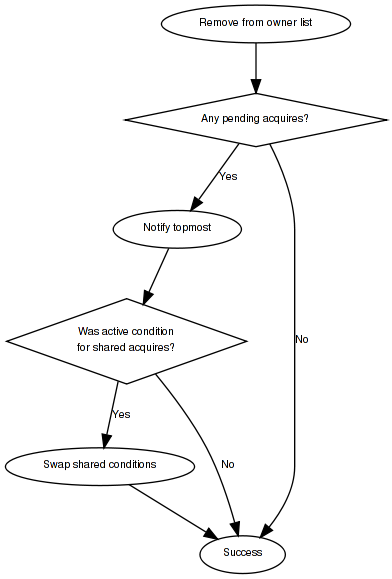 Remove from owner list
Any pending acquires?
Yes
Notify topmost
Was active condition
for shared acquires?
No
Yes
Swap shared conditions
No
Success